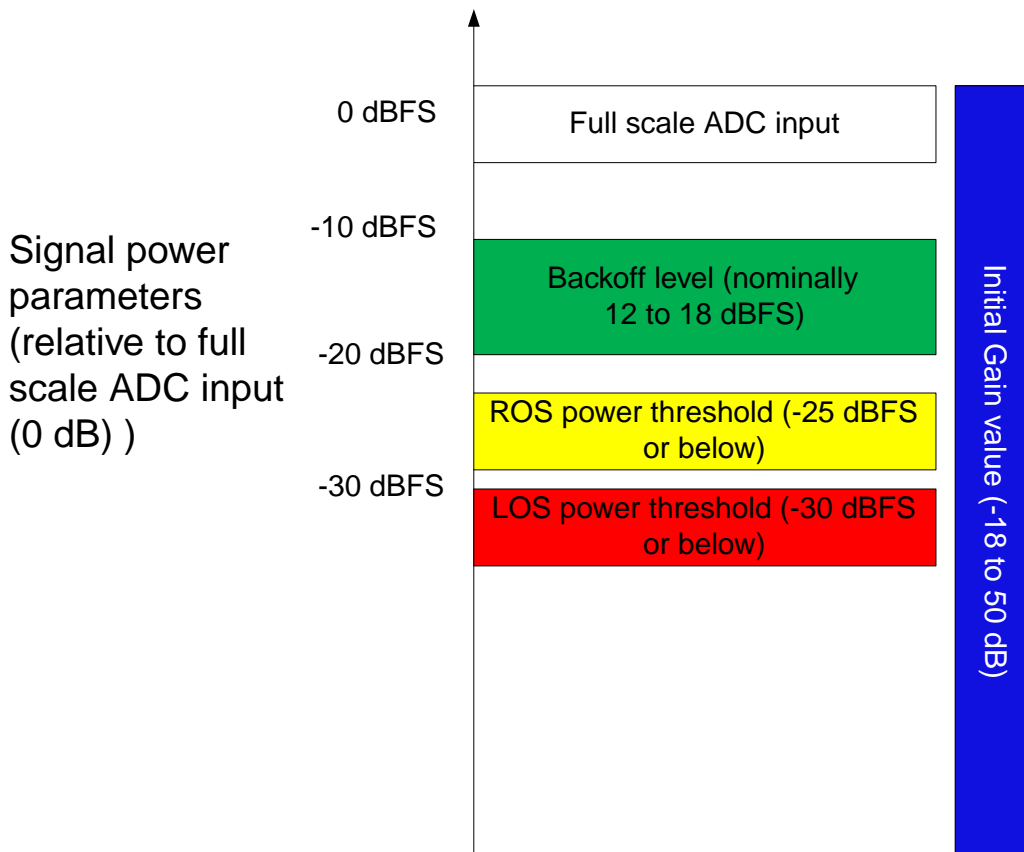 0 dBFS
Full scale ADC input
-10 dBFS
Signal power
parameters
(relative to full
scale ADC input
(0 dB) )
Backoff level (nominally
12 to 18 dBFS)
-20 dBFS
ROS power threshold (-25 dBFS
or below)
-30 dBFS
LOS power threshold (-30 dBFS
or below)
Initial Gain value (-18 to 50 dB)